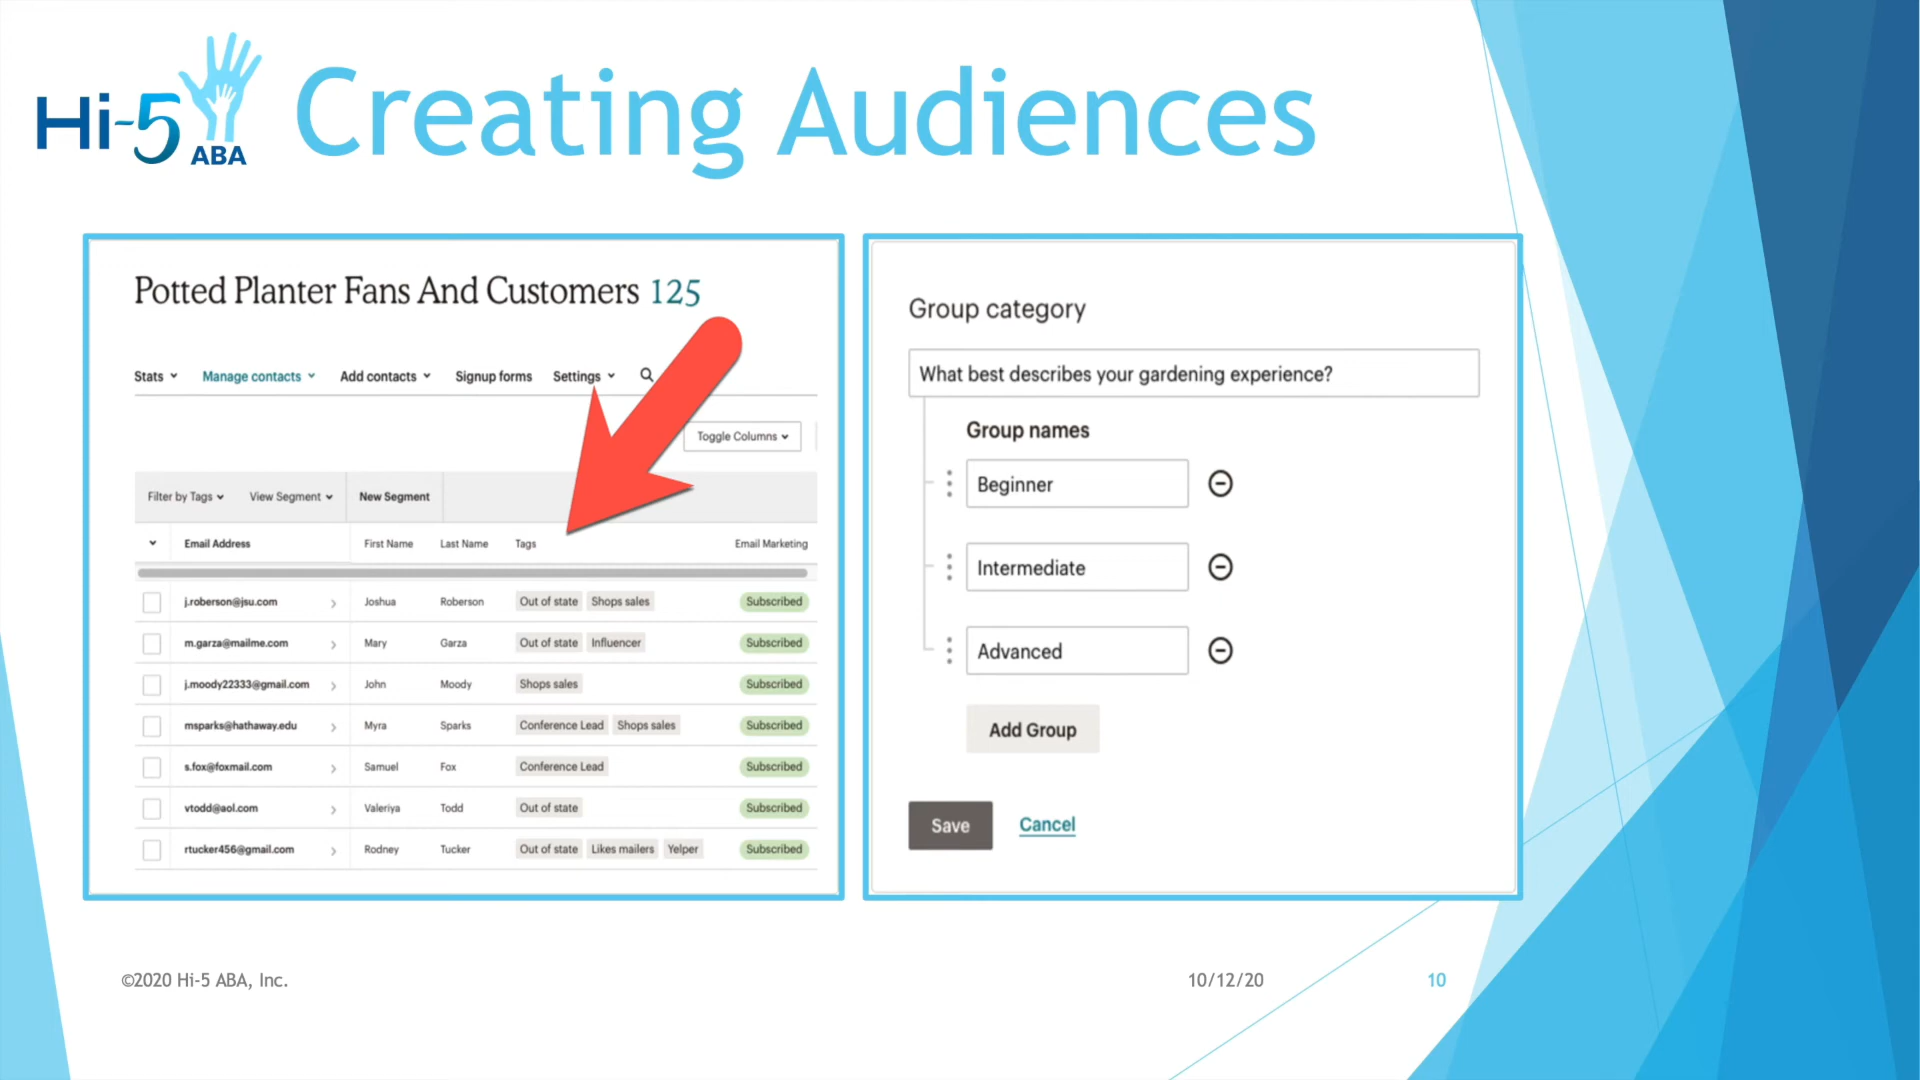 Hi-5 ABA
Creating Audiences
Potted Planter Fans And Customers 125
Stats Manage contacts Add contacts Signup forms Settings
Toggle Columns
Filter by Tags View Segment New Segment
Email Address First Name Last Name Tags Email Marketing
j.roberson@jsu.com Joshua Roberson Out of state Shops sales Subscribed
m.garza@mailme.com Mary Garza Out of state Influencer Subscribed
j.moody22333@gmail.com John Moody Shops sales Subscribed
msparks@hathaway.edu Myra Sparks Conference Lead Shops sales Subscribed
s.fox@foxmail.com Samuel Fox Conference Lead Subscribed
vtodd@aol.com Valeriya Todd Out of state Subscribed
rtucker456@gmail.com Rodney Tucker Out of state Likes mailers Yelper Subscribed
Group category
What best describes your gardening experience?
Group names
Beginner
Intermediate
Advanced
Add Group
Save Cancel
©2020 Hi-5 ABA, Inc. 10/12/20 10